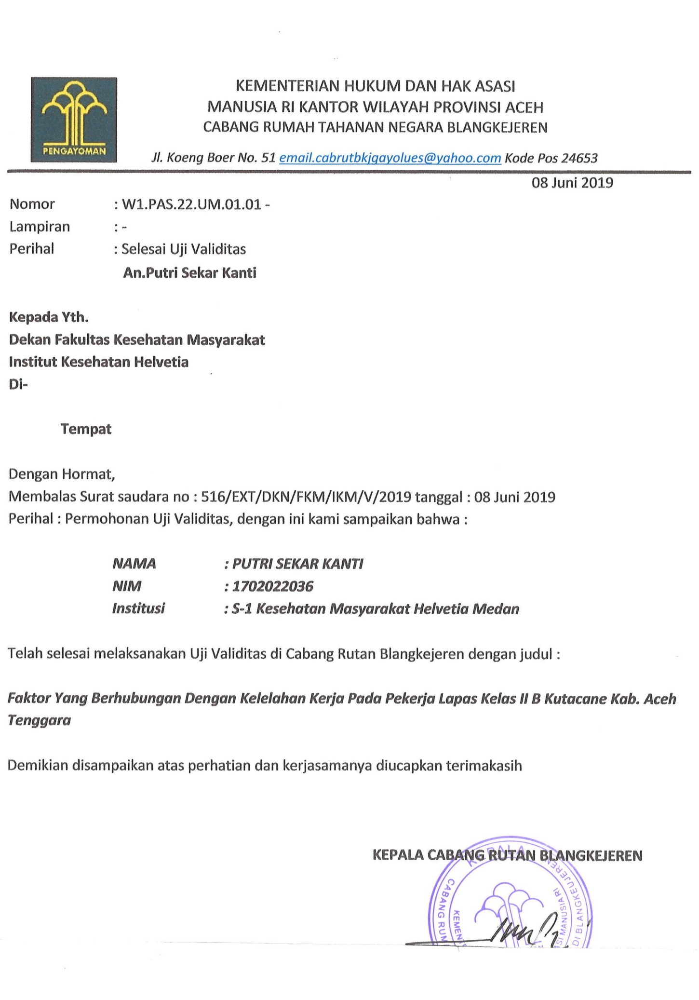 PENGAYOMAN
KEMENTERIAN HUKUM DAN HAK ASASI
MANUSIA RI KANTOR WILAYAH PROVINSI ACEH
CABANG RUMAH TAHANAN NEGARA BLANGKEJEREN
Jl. Koeng Boer No. 51 email.cabrutbkjgayolues@yahoo.com Kode Pos 24653
08 Juni 2019
Nomor : W1.PAS.22.UM.01.01 -
Lampiran : -
Perihal : Selesai Uji Validitas
An.Putri Sekar Kanti
Kepada Yth.
Dekan Fakultas Kesehatan Masyarakat
Institut Kesehatan Helvetia
Di-
Tempat
Dengan Hormat,
Membalas Surat saudara no : 516/EXT/DKN/FKM/IKM/V/2019 tanggal : 08 Juni 2019
Perihal : Permohonan Uji Validitas, dengan ini kami sampaikan bahwa :
NAMA : PUTRI SEKAR KANTI
NIM : 1702022036
Institusi : S-1 Kesehatan Masyarakat Helvetia Medan
Telah selesai melaksanakan Uji Validitas di Cabang Rutan Blangkejeren dengan judul :
Faktor Yang Berhubungan Dengan Kelelahan Kerja Pada Pekerja Lapas Kelas II B Kutacane Kab. Aceh
Tenggara
Demikian disampaikan atas perhatian dan kerjasamanya diucapkan terimakasih
KEPALA CABANG RUTAN BLANGKEJEREN
KEPALA
CABANG RUM
DI BLANGKEUJEREN
MANUSIA RI